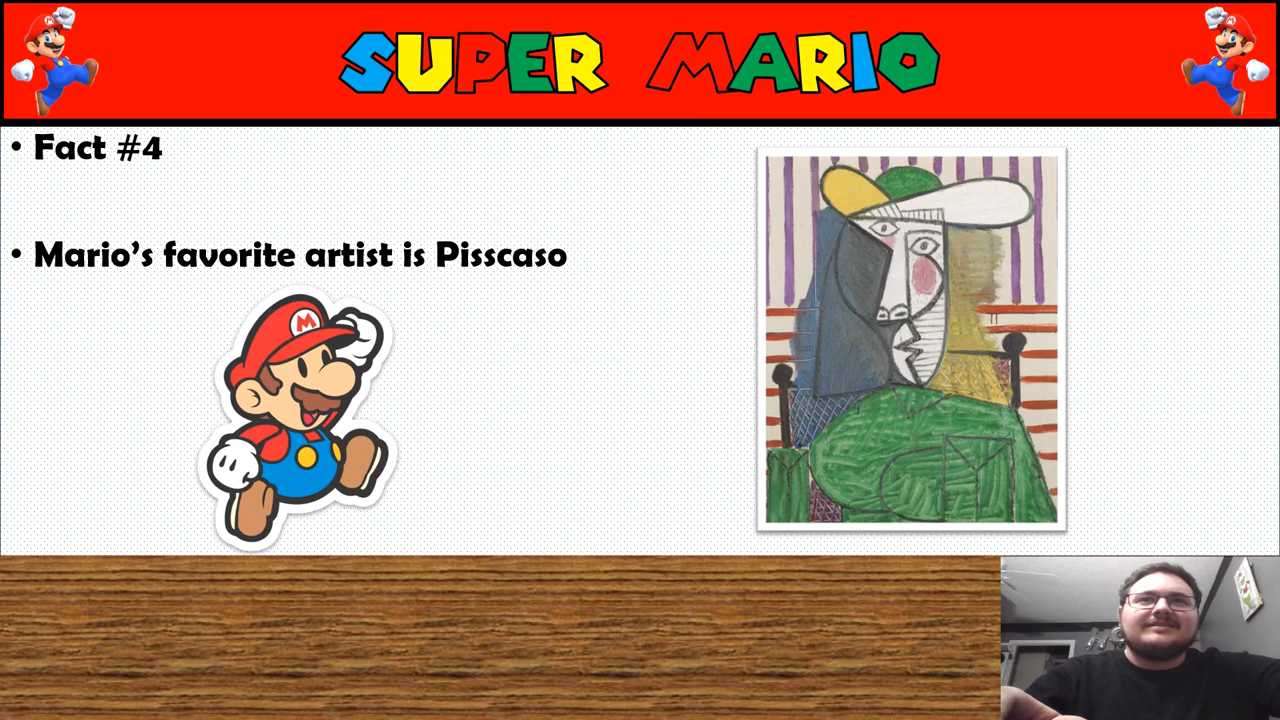 SUPER MARIO
• Fact #4
• Mario’s favorite artist is Pisscaso
M